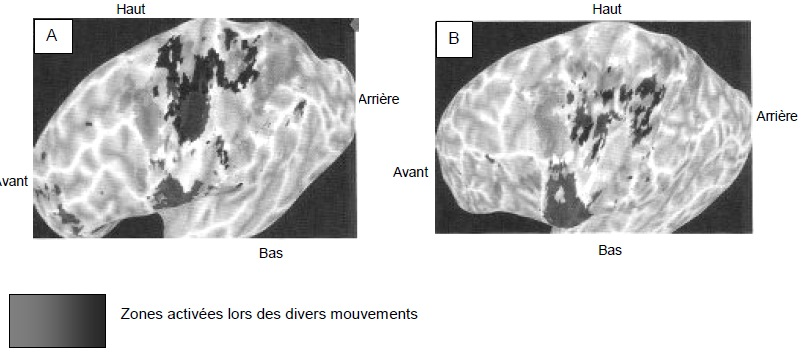 Haut
Haut
A
B
Arrière
Arrière
Avant
Avant
Bas
Bas
Zones activées lors des divers mouvements